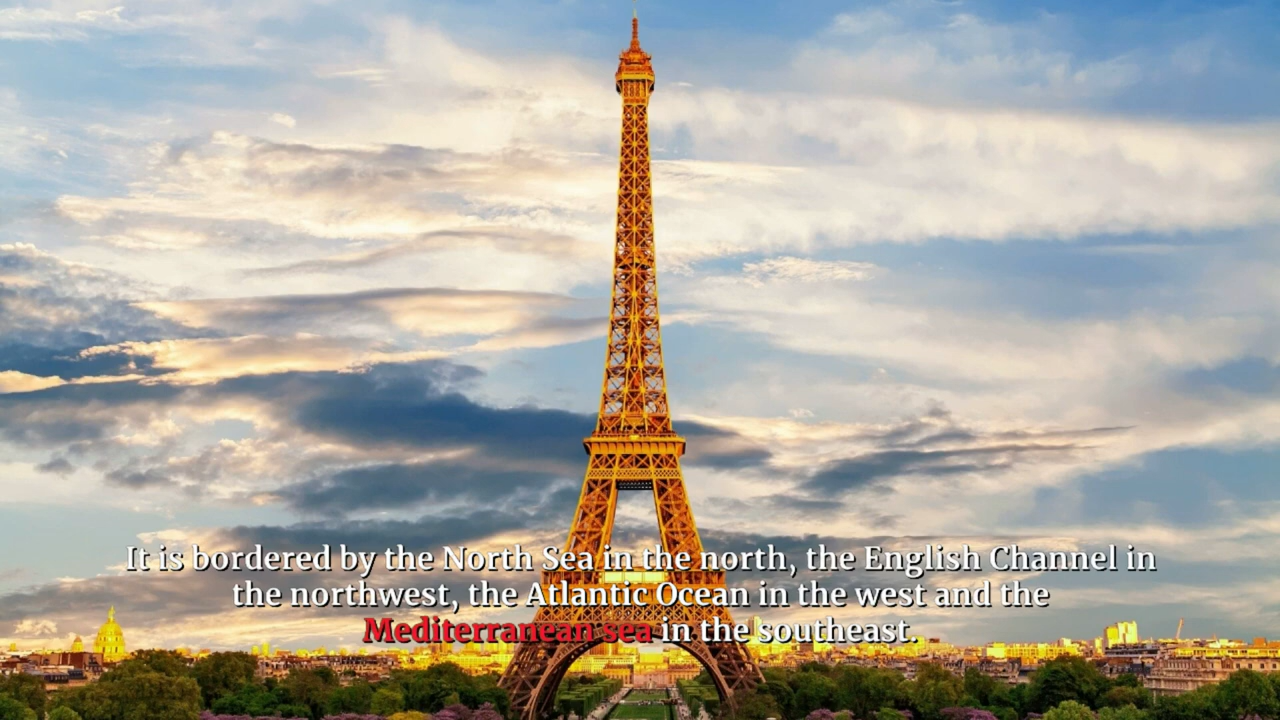 It is bordered by the North Sea in the north, the English Channel in
the northwest, the Atlantic Ocean in the west and the
Mediterranean sea in the southeast.